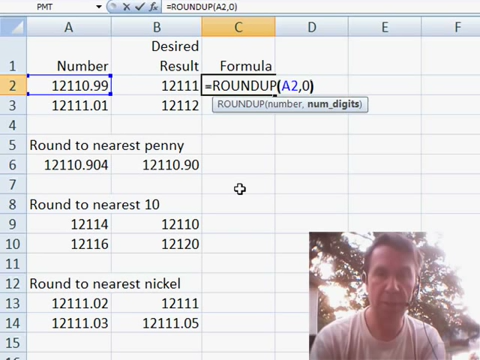 PMT =ROUNDUP(A2,0)
A B C D E F
Desired
1 Number Result Formula
2 12110.99 12111 =ROUNDUP(A2,0)
3 12111.01 12112 ROUNDUP(number, num_digits)
4
5 Round to nearest penny
6 12110.904 12110.90
7
8 Round to nearest 10
9 12114 12110
10 12116 12120
11
12 Round to nearest nickel
13 12111.02 12111
14 12111.03 12111.05
15